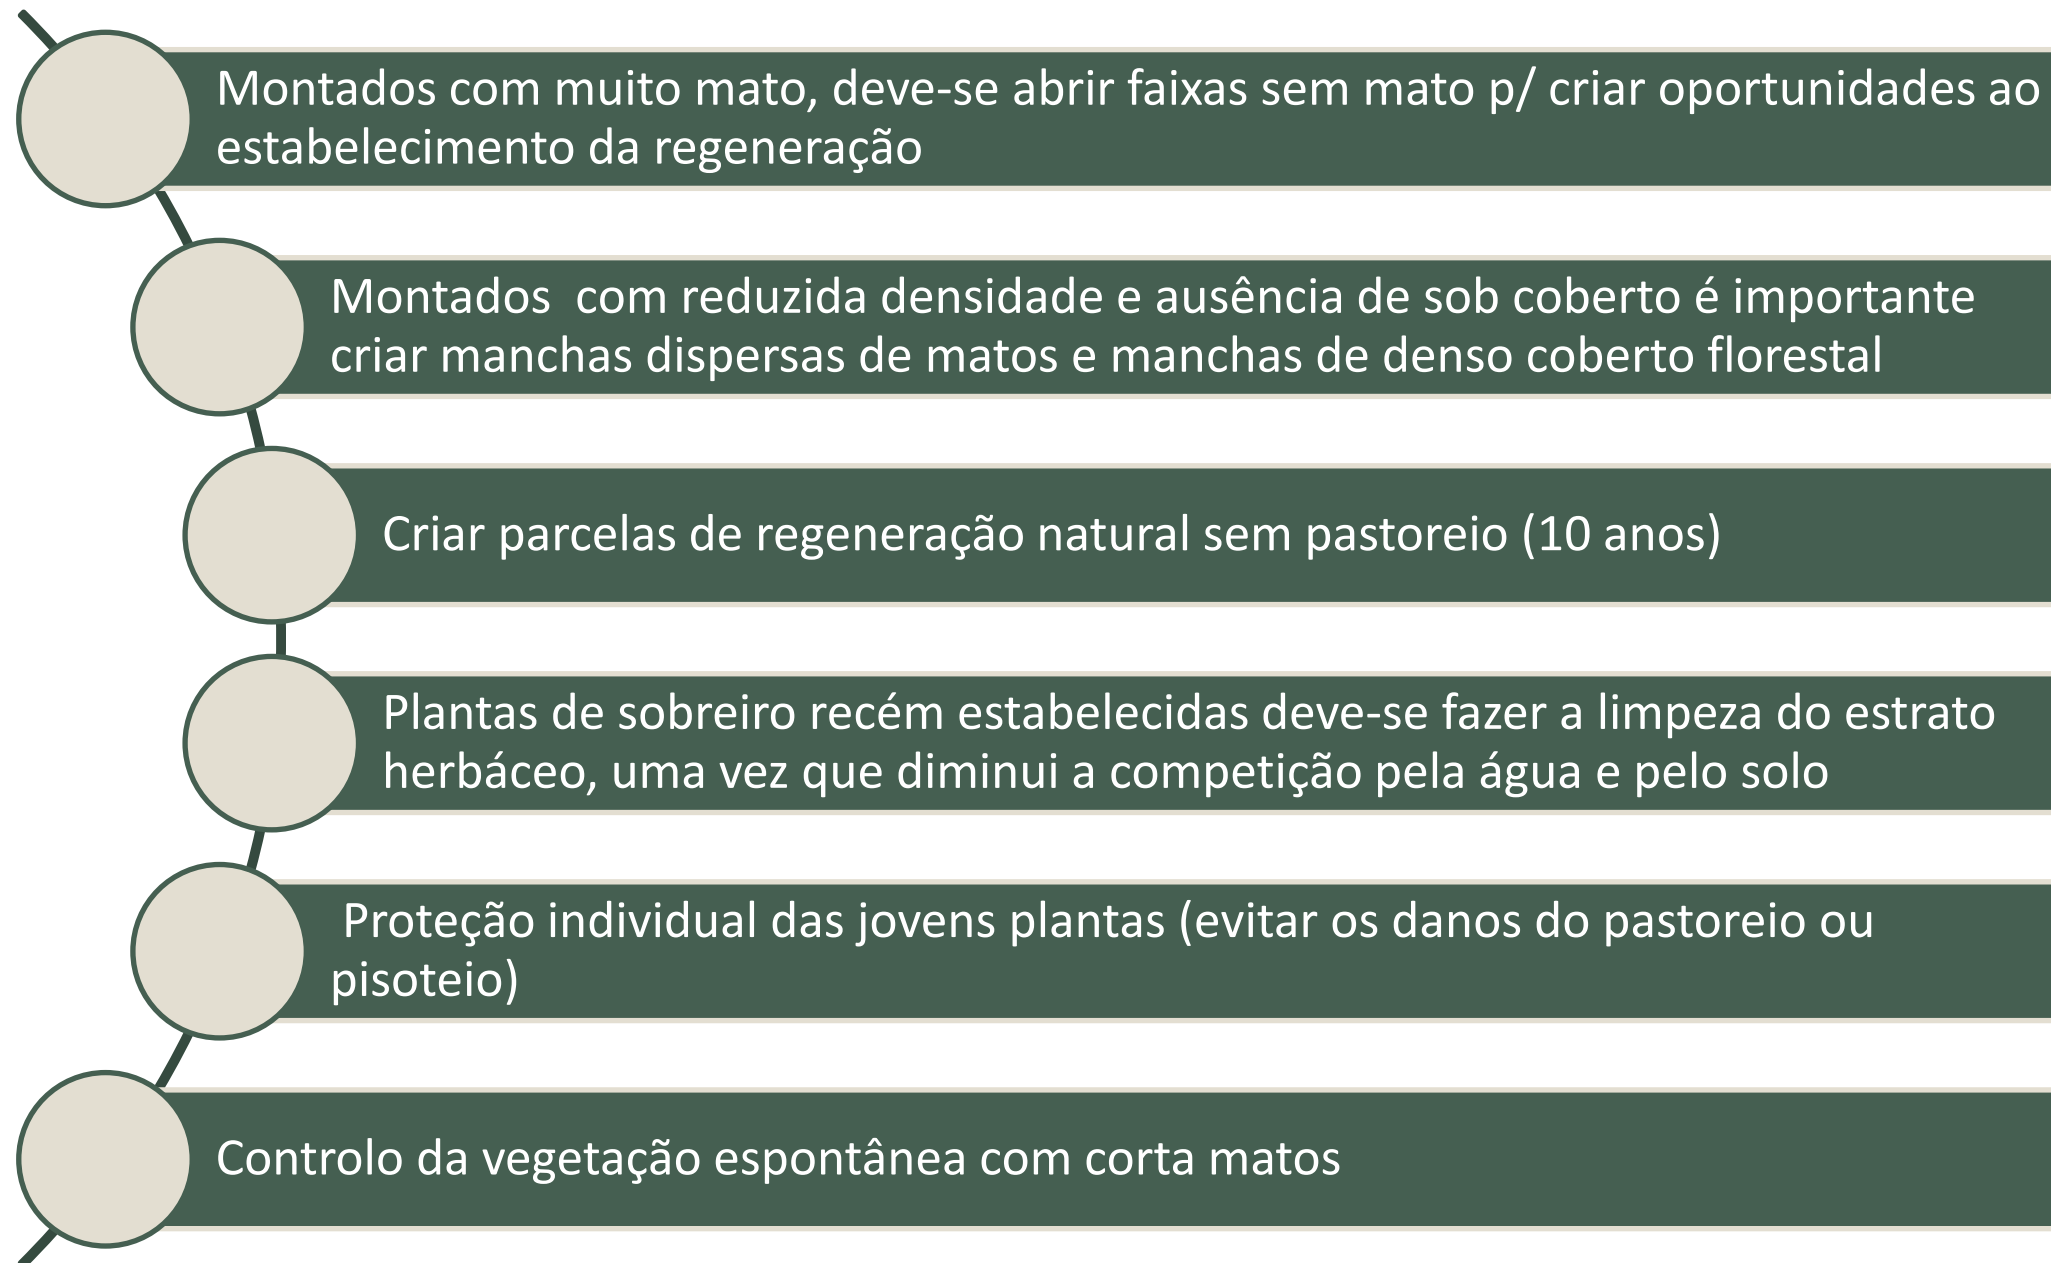 Montados com muito mato, deve-se abrir faixas sem mato p/ criar oportunidades ao
estabelecimento da regeneração
Montados  com reduzida densidade e ausência de sob coberto é importante
criar manchas dispersas de matos e manchas de denso coberto florestal
Criar parcelas de regeneração natural sem pastoreio (10 anos)
Plantas de sobreiro recém estabelecidas deve-se fazer a limpeza do estrato
herbáceo, uma vez que diminui a competição pela água e pelo solo
Proteção individual das jovens plantas (evitar os danos do pastoreio ou
pisoteio)
Controlo da vegetação espontânea com corta matos